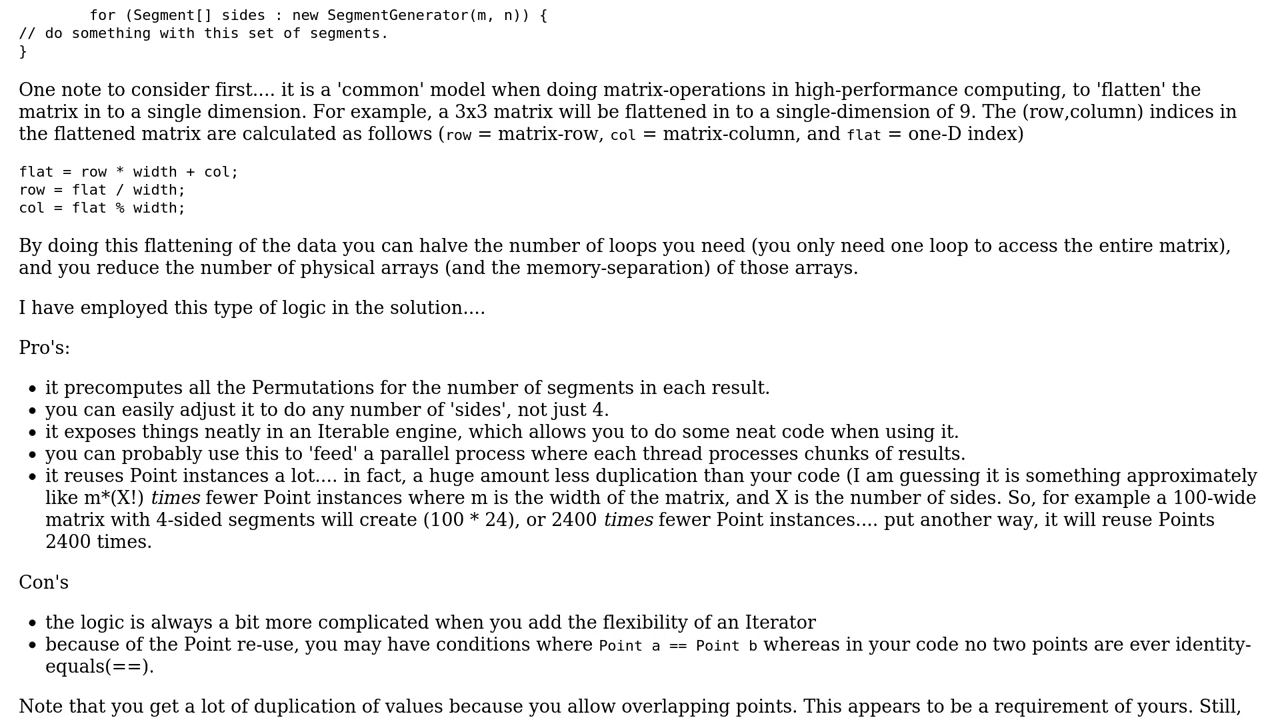 for (Segment[] sides : new SegmentGenerator(m, n)) {
// do something with this set of segments.
}
One note to consider first.... it is a 'common' model when doing matrix-operations in high-performance computing, to 'flatten' the
matrix in to a single dimension. For example, a 3x3 matrix will be flattened in to a single-dimension of 9. The (row,column) indices in
the flattened matrix are calculated as follows (row = matrix-row, col = matrix-column, and flat = one-D index)
flat = row * width + col;
row = flat / width;
col = flat % width;
By doing this flattening of the data you can halve the number of loops you need (you only need one loop to access the entire matrix),
and you reduce the number of physical arrays (and the memory-separation) of those arrays.
I have employed this type of logic in the solution....
Pro's:
• it precomputes all the Permutations for the number of segments in each result.
• you can easily adjust it to do any number of 'sides', not just 4.
• it exposes things neatly in an Iterable engine, which allows you to do some neat code when using it.
• you can probably use this to 'feed' a parallel process where each thread processes chunks of results.
• it reuses Point instances a lot.... in fact, a huge amount less duplication than your code (I am guessing it is something approximately
like m*(X!) times fewer Point instances where m is the width of the matrix, and X is the number of sides. So, for example a 100-wide
matrix with 4-sided segments will create (100 * 24), or 2400 times fewer Point instances.... put another way, it will reuse Points
2400 times.
Con's
• the logic is always a bit more complicated when you add the flexibility of an Iterator
• because of the Point re-use, you may have conditions where Point a == Point b whereas in your code no two points are ever identity-
equals(==).
Note that you get a lot of duplication of values because you allow overlapping points. This appears to be a requirement of yours. Still,